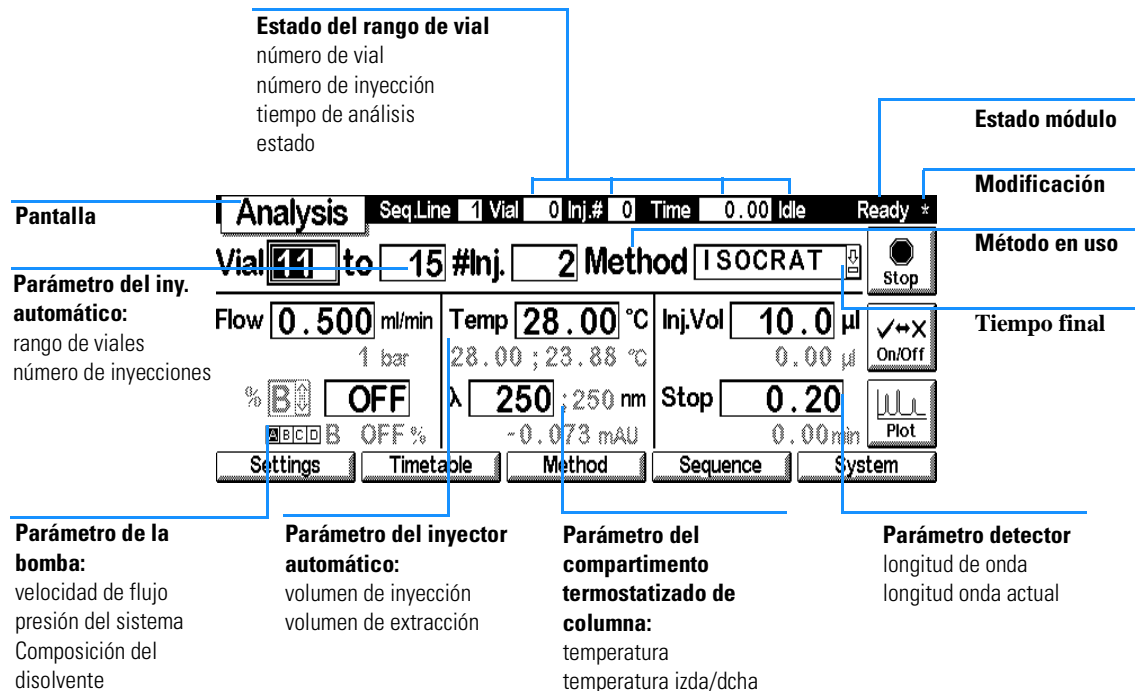 Estado del rango de vial
número de vial
número de inyección
tiempo de análisis
estado
Estado módulo
Modificación
Método en uso
Tiempo final
Pantalla
Parámetro del iny.
automático:
rango de viales
número de inyecciones
Analysis Seq.Line 1 Vial 0 Inj.# 0 Time 0.00 Idle Ready *
Vial 11 to 15 #Inj. 2 Method ISOCRAT
Stop
Flow 0.500 ml/min Temp 28.00 °C Inj.Vol 10.0 µl
1 bar 28.00 ; 23.88 °C 0.00 µl
On/Off
% B OFF λ 250 ; 250 nm Stop 0.20
A B C D B OFF % -0.073 mAU 0.00 min
Plot
Settings Timetable Method Sequence System
Parámetro de la
bomba:
velocidad de flujo
presión del sistema
Composición del
disolvente
Parámetro del inyector
automático:
volumen de inyección
volumen de extracción
Parámetro del
compartimento
termostatizado de
columna:
temperatura
temperatura izda/dcha
Parámetro detector
longitud de onda
longitud onda actual